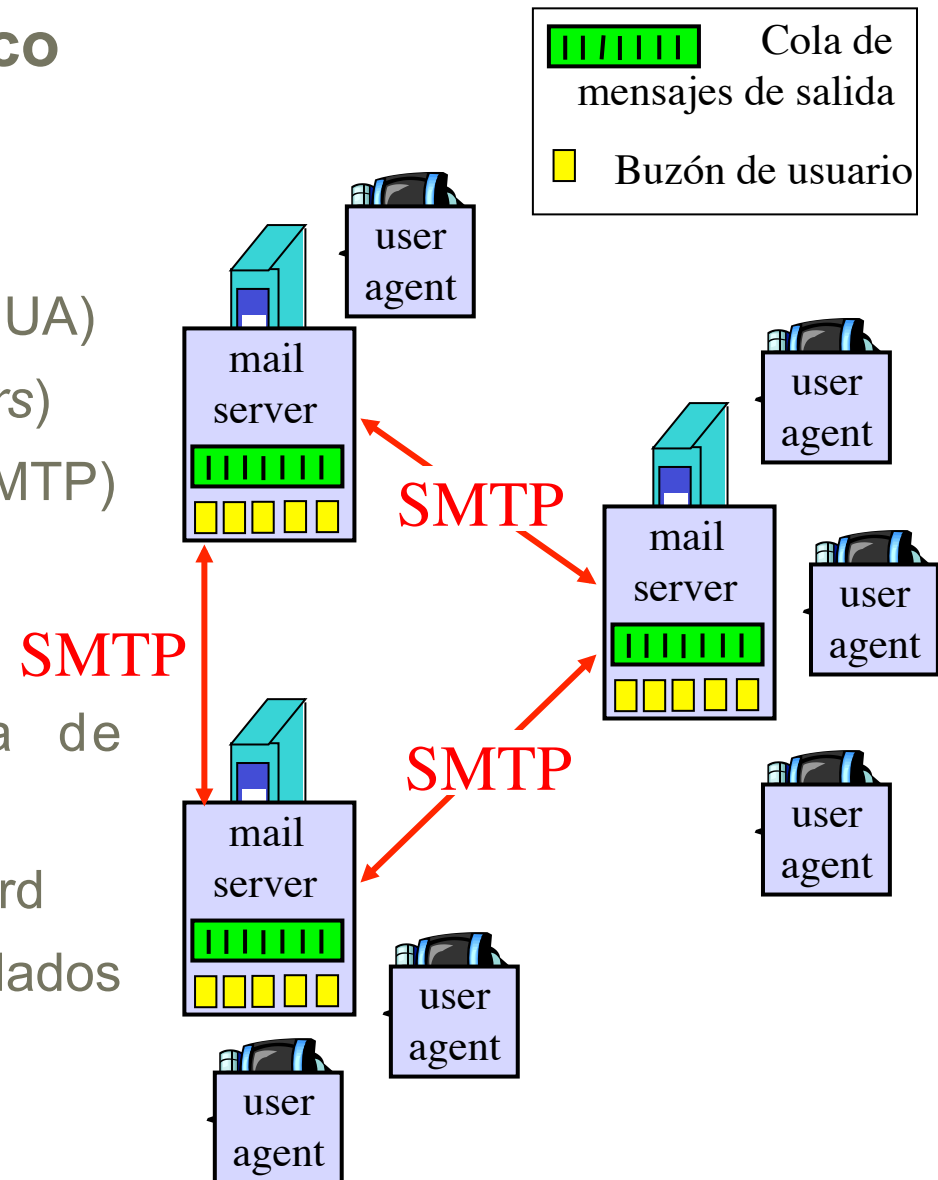 co
Cola de
mensajes de salida
Buzón de usuario
user
agent
UA)
rs)
MTP)
mail
server
SMTP
user
agent
mail
server
user
agent
SMTP
a de
SMTP
user
agent
mail
server
rd
lados
user
agent
user
agent